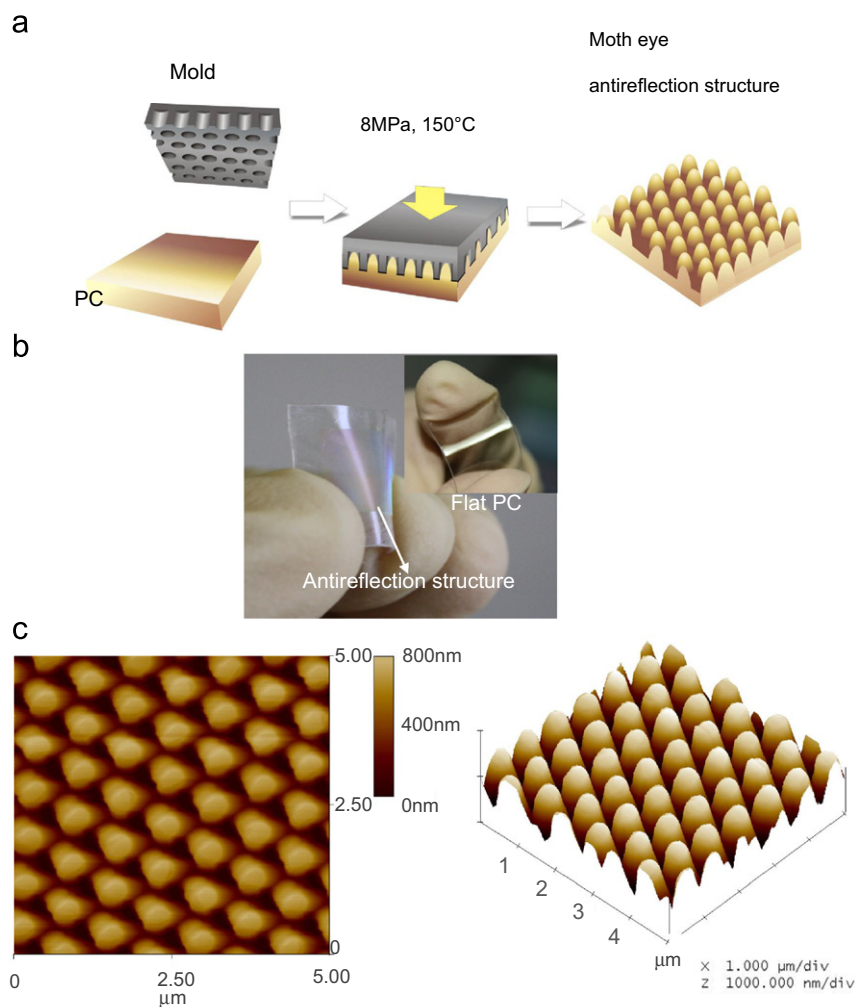 a
Moth eye
antireflection structure
Mold
8MPa, 150°C
PC
b
Flat PC
Antireflection structure
c
5.00
2.50
0
0
2.50
5.00
μm
800nm
400nm
0nm
1
2
3
4
μm
X 1.000 μm/div
Z 1000.000 nm/div